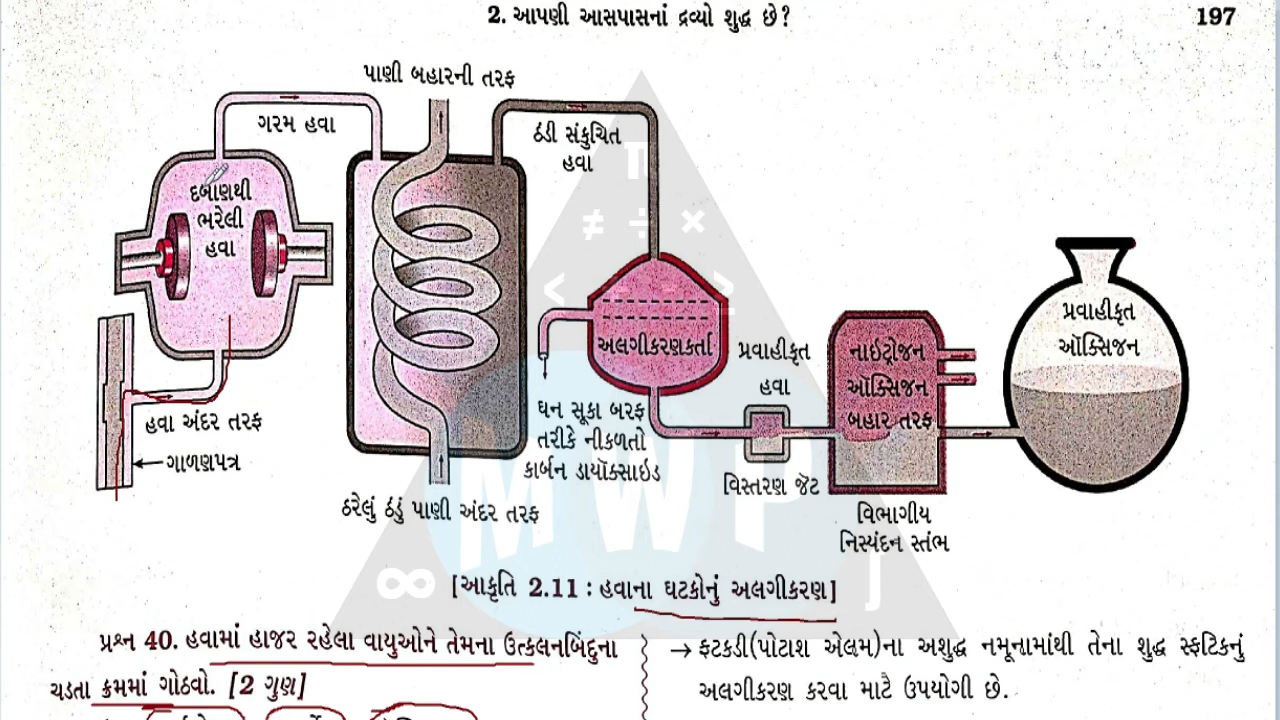 2. આપણી આસપાસનાં દ્રવ્યો શુદ્ધ છે?
197
પાણી બહારની તરફ
ગરમ હવા
ઠંડી સંકુચિત
હવા
દબાણથી
ભરેલી
હવા
હવા અંદર તરફ
ગાળણપત્ર
ઠરેલું ઠંડું પાણી અંદર તરફ
અલગીકરણકર્તા
ઘન સૂકા બરફ
તરીકે નીકળતો
કાર્બન ડાયૉક્સાઇડ
પ્રવાહીકૃત
હવા
વિસ્તરણ જૅટ
નાઇટ્રોજન
ઑક્સિજન
બહાર તરફ
વિભાગીય
નિસ્યંદન સ્તંભ
પ્રવાહીકૃત
ઑક્સિજન
MWP
[આકૃતિ 2.11 : હવાના ઘટકોનું અલગીકરણ]
પ્રશ્ન 40. હવામાં હાજર રહેલા વાયુઓને તેમના ઉત્કલનબિંદુના
ચડતા ક્રમમાં ગોઠવો. [2 ગુણ]
→ ફટકડી(પોટાશ એલમ)ના અશુદ્ધ નમૂનામાંથી તેના શુદ્ધ સ્ફટિકનું
અલગીકરણ કરવા માટે ઉપયોગી છે.